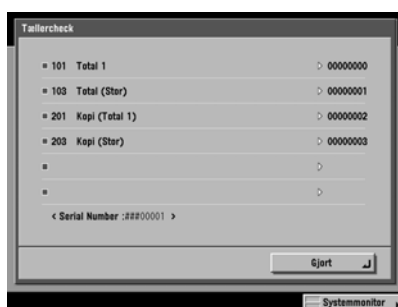 Tællercheck
101 Total 1 00000000
103 Total (Stor) 00000001
201 Kopi (Total 1) 00000002
203 Kopi (Stor) 00000003
< Serial Number :###00001 >
Gjort
Systemmonitor